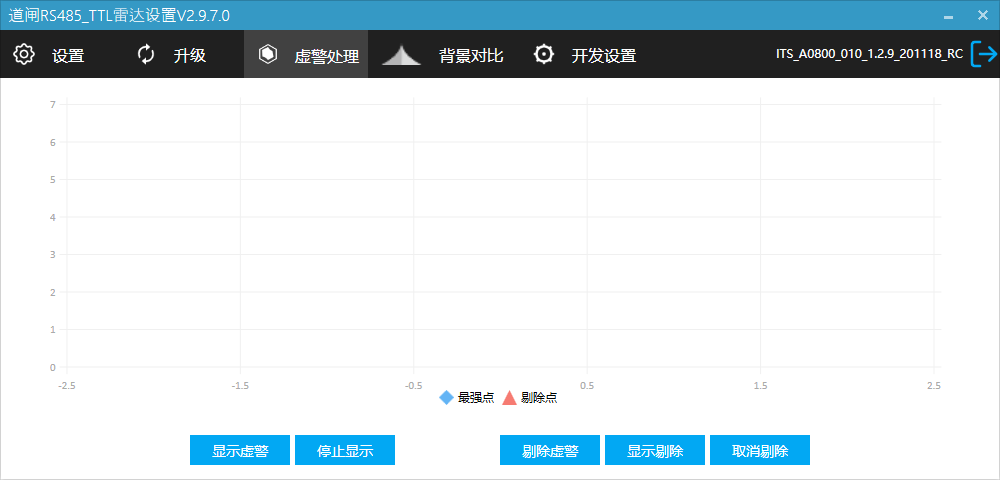 道闸RS485_TTL雷达设置V2.9.7.0
设置 升级 虚警处理 背景对比 开发设置 ITS_A0800_010_1.2.9_201118_RC
7
6
5
4
3
2
1
0
-2.5 -1.5 -0.5 0.5 1.5 2.5
最强点 剔除点
显示虚警 停止显示 剔除虚警 显示剔除 取消剔除